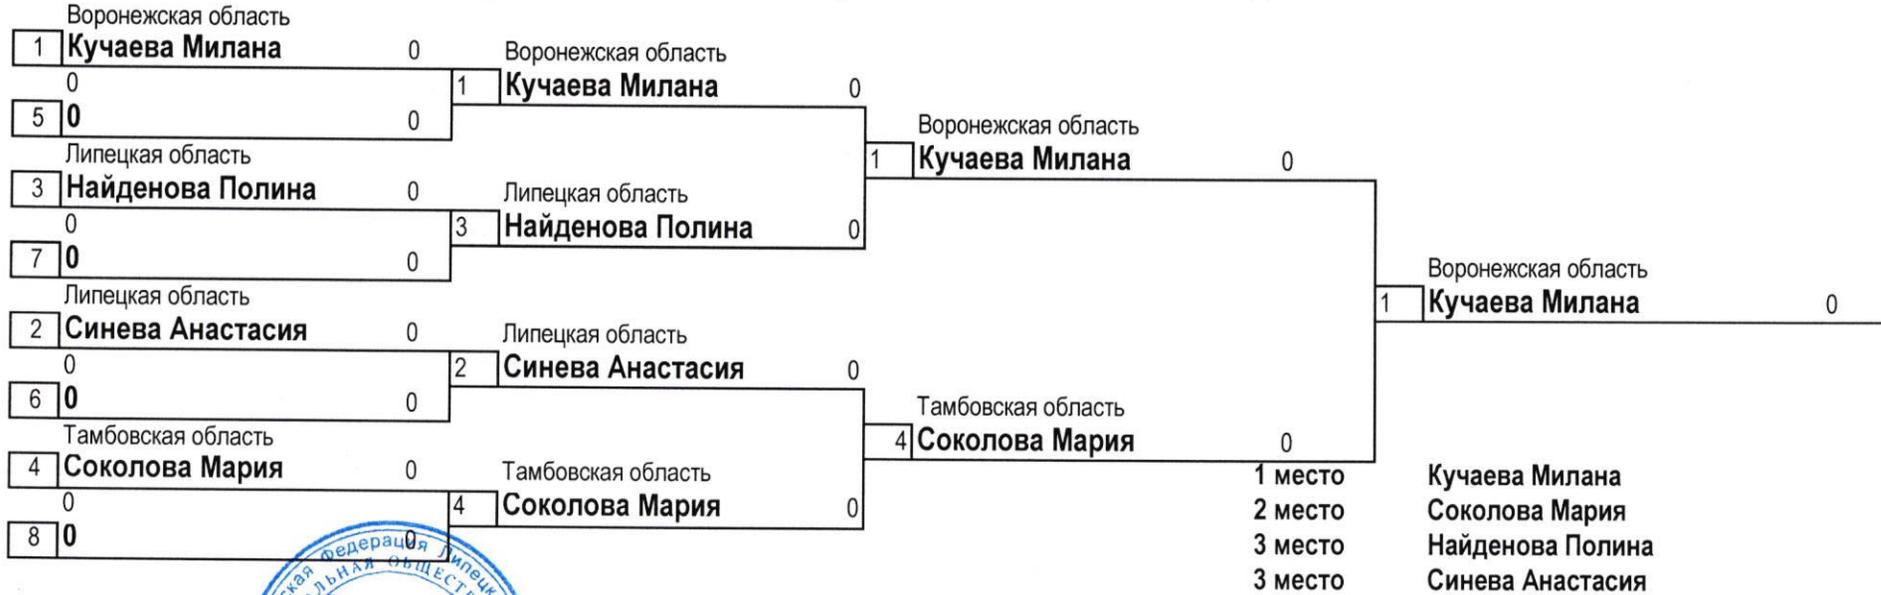 Воронежская область
1 Кучаева Милана 0
0
5 0 0
Липецкая область
3 Найденова Полина 0
0
7 0 0
Липецкая область
2 Синева Анастасия 0
0
6 0 0
Тамбовская область
4 Соколова Мария 0
0
8 0 0
Воронежская область
1 Кучаева Милана 0
Липецкая область
3 Найденова Полина 0
Липецкая область
2 Синева Анастасия 0
Тамбовская область
4 Соколова Мария 0
Воронежская область
1 Кучаева Милана 0
Тамбовская область
4 Соколова Мария 0
Воронежская область
1 Кучаева Милана 0
1 место Кучаева Милана
2 место Соколова Мария
3 место Найденова Полина
3 место Синева Анастасия
Федерация